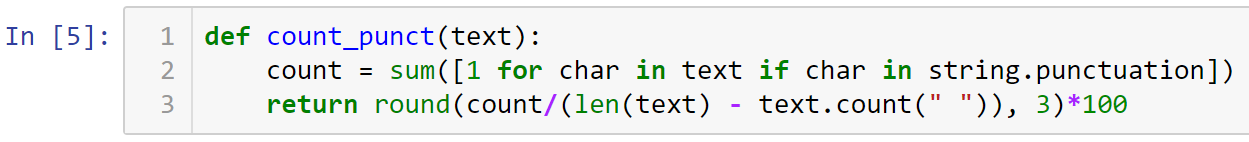 In [5]: 1 def count_punct(text):
2     count = sum([1 for char in text if char in string.punctuation])
3     return round(count/(len(text) - text.count(" ")), 3)*100